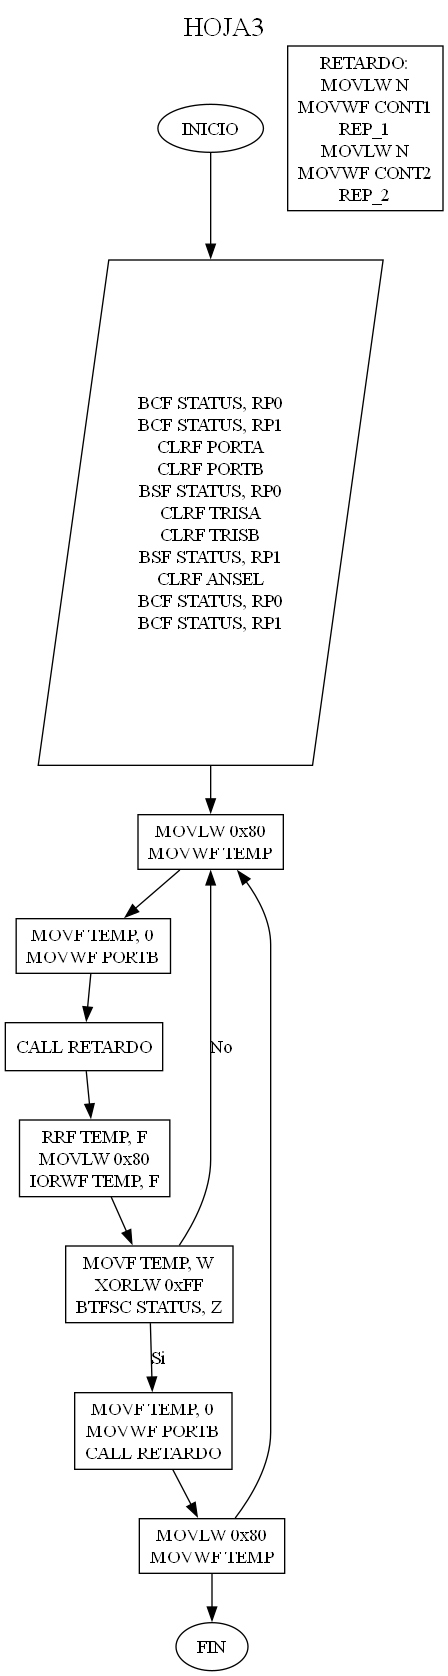 HOJA3
RETARDO:
MOVLW N
MOVWF CONT1
REP_1
MOVLW N
MOVWF CONT2
REP_2
INICIO
BCF STATUS, RP0
BCF STATUS, RP1
CLRF PORTA
CLRF PORTB
BSF STATUS, RP0
CLRF TRISA
CLRF TRISB
BSF STATUS, RP1
CLRF ANSEL
BCF STATUS, RP0
BCF STATUS, RP1
MOVLW 0x80
MOVWF TEMP
MOVF TEMP, 0
MOVWF PORTB
CALL RETARDO
No
RRF TEMP, F
MOVLW 0x80
IORWF TEMP, F
MOVF TEMP, W
XORLW 0xFF
BTFSC STATUS, Z
Si
MOVF TEMP, 0
MOVWF PORTB
CALL RETARDO
MOVLW 0x80
MOVWF TEMP
FIN